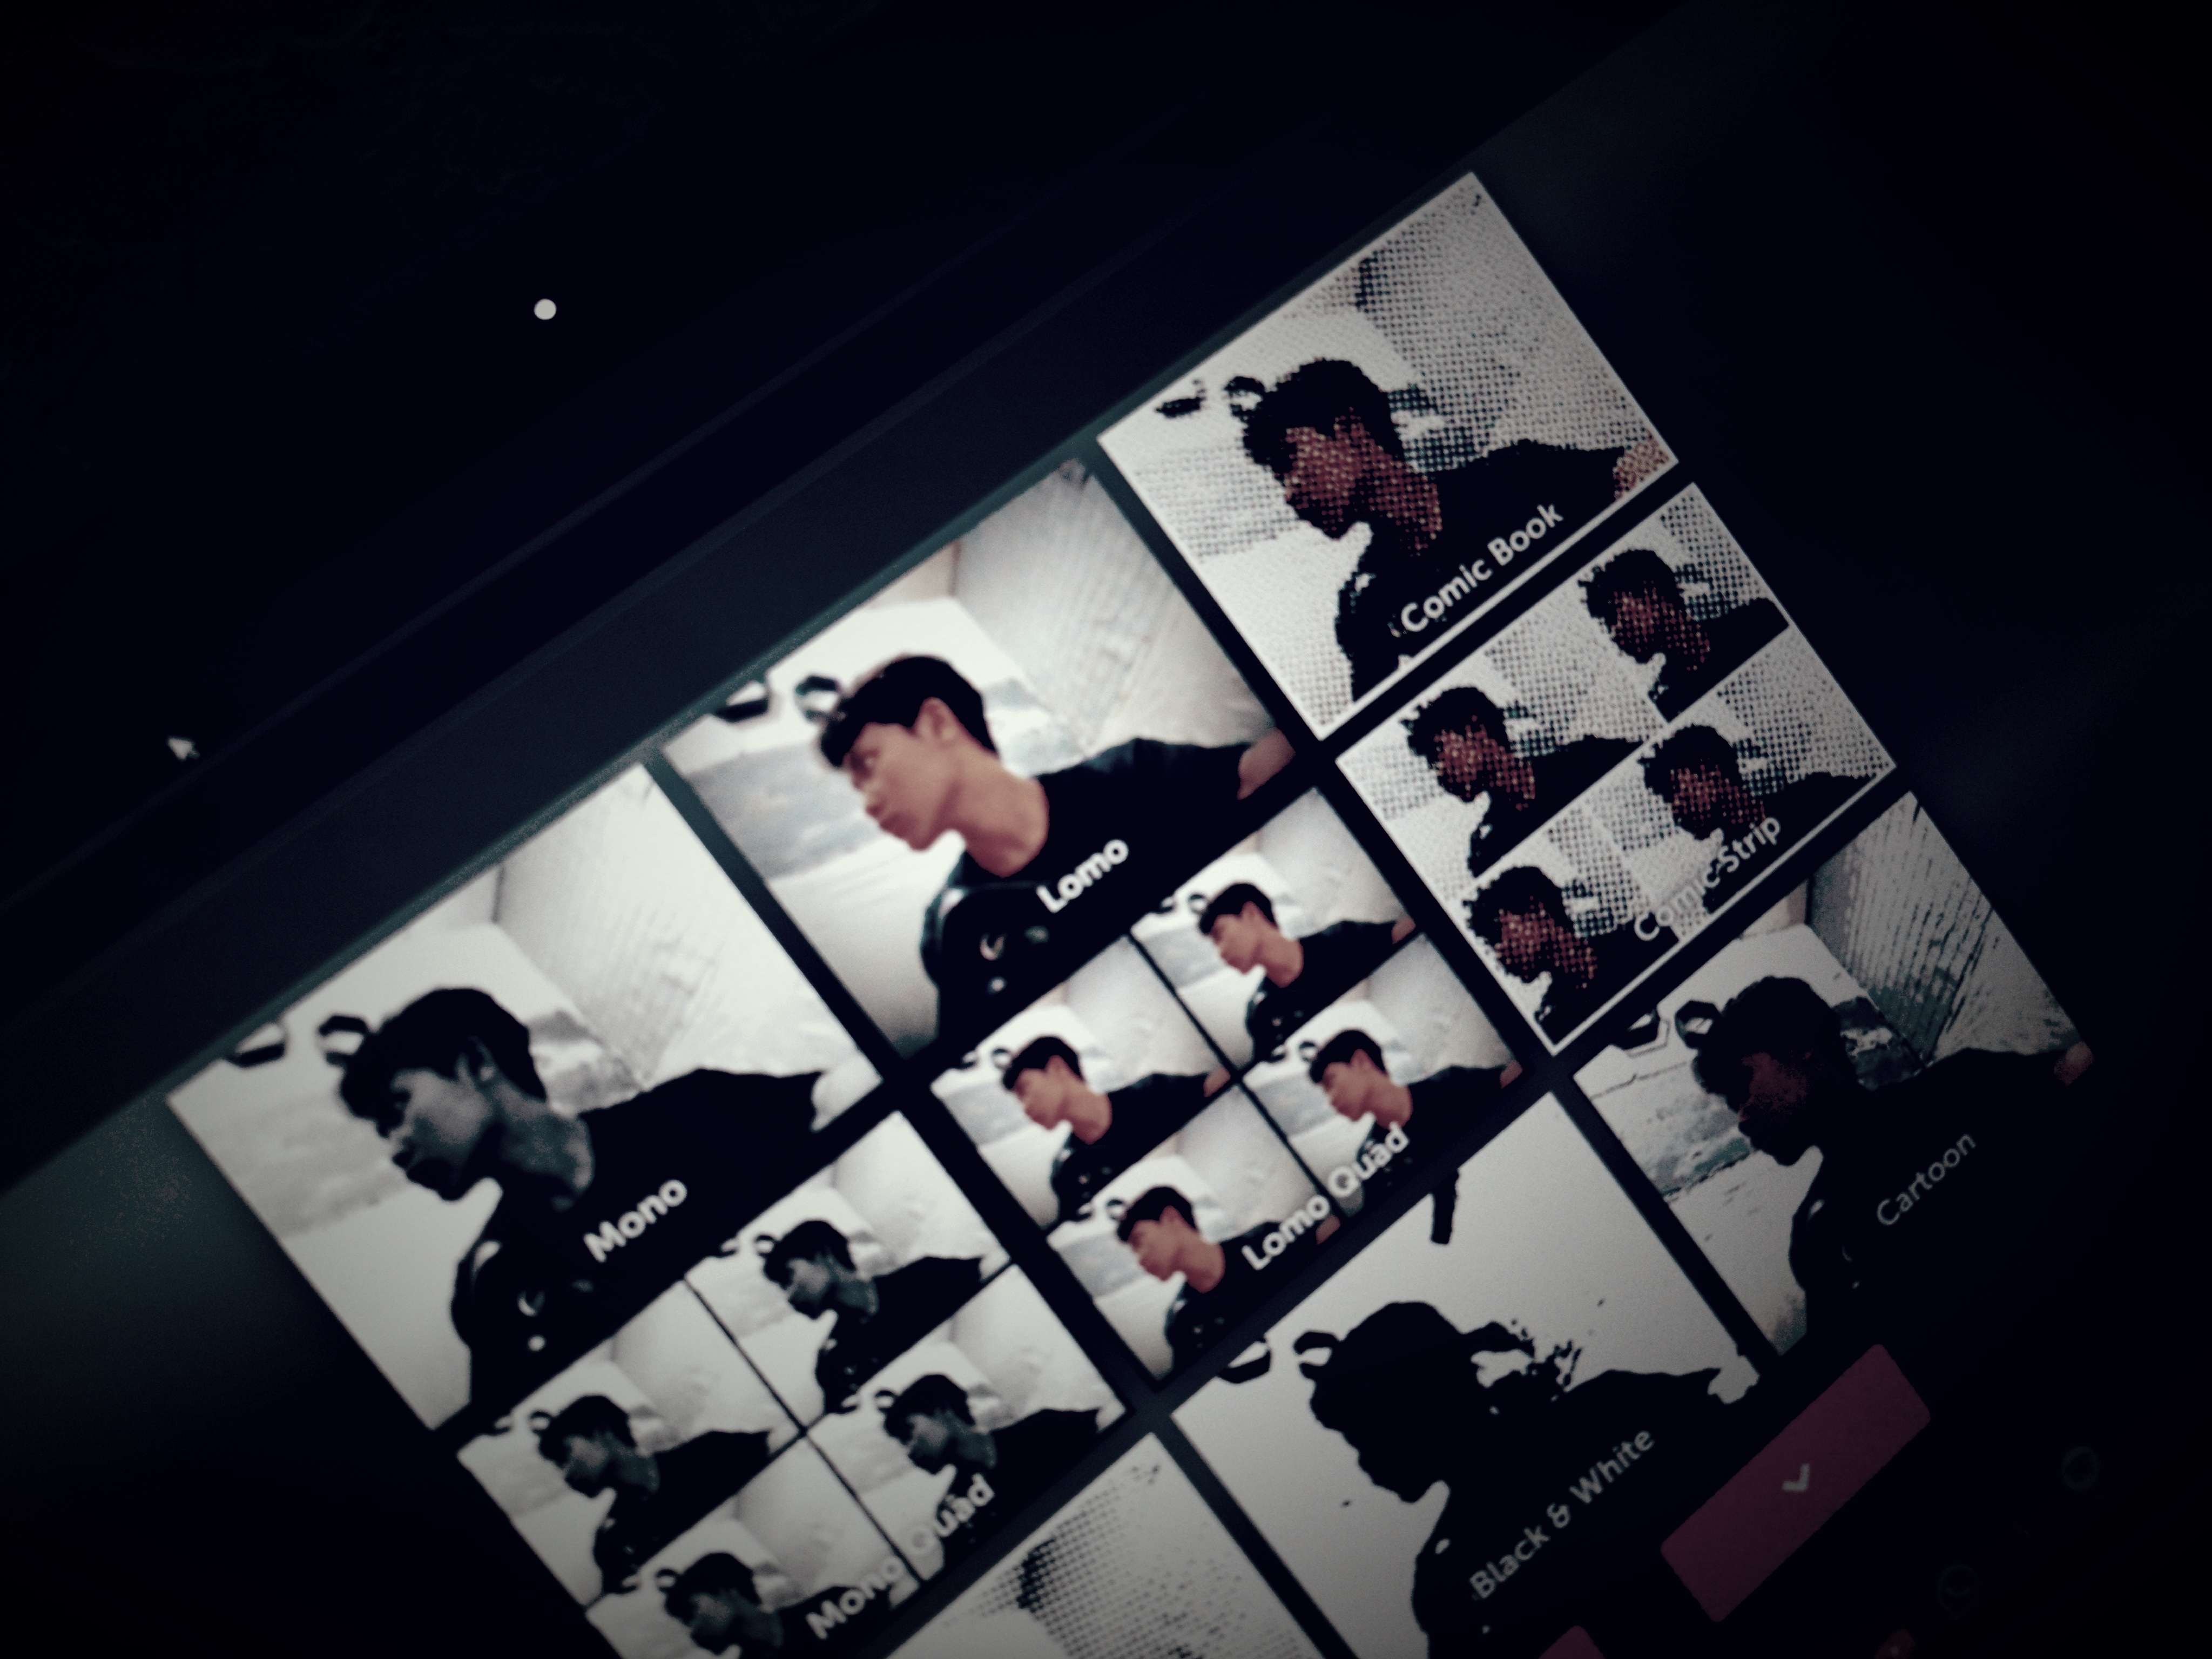 Mono
Lomo
Comic Book
Mono Quad
Lomo Quad
Comic Strip
Black & White
Cartoon